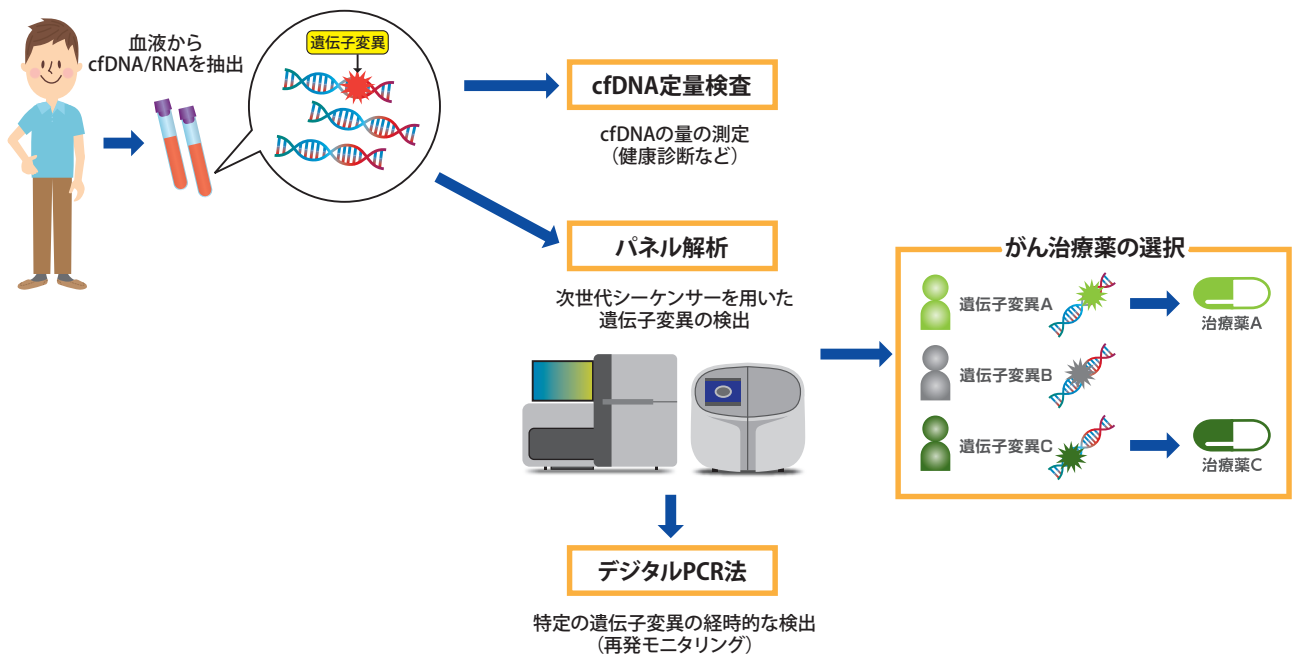 血液から
cfDNA/RNAを抽出
遺伝子変異
cfDNA定量検査
cfDNAの量の測定
（健康診断など）
パネル解析
次世代シーケンサーを用いた
遺伝子変異の検出
がん治療薬の選択
遺伝子変異A
治療薬A
遺伝子変異B
遺伝子変異C
治療薬C
デジタルPCR法
特定の遺伝子変異の経時的な検出
（再発モニタリング）